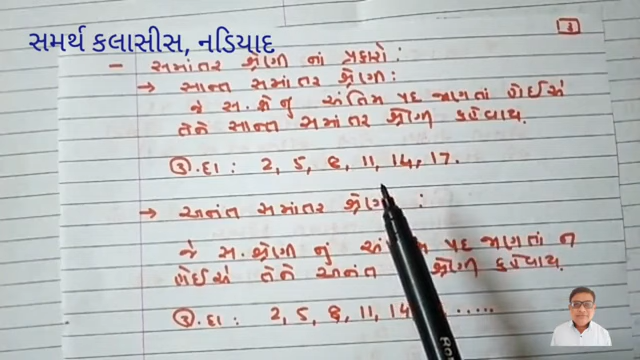 સમર્થ ક્લાસીસ, નડિયાદ
3
– સમાંતર શ્રેણી નાં પ્રકારો :
→ સાન્ત સમાંતર શ્રેણી :
જે સ.શ્રે નું અંતિમ પદ જાણતાં હોઈએ
તેને સાન્ત સમાંતર શ્રેણી કહેવાય.
ઉ.દા : 2, 5, 8, 11, 14, 17.
→ અનંત સમાંતર શ્રેણી :
જે સ.શ્રેણી નું પદ જાણતાં ન
હોઈએ તેને અનંત શ્રેણી કહેવાય.
ઉ.દા : 2, 5, 8, 11, 14 .....